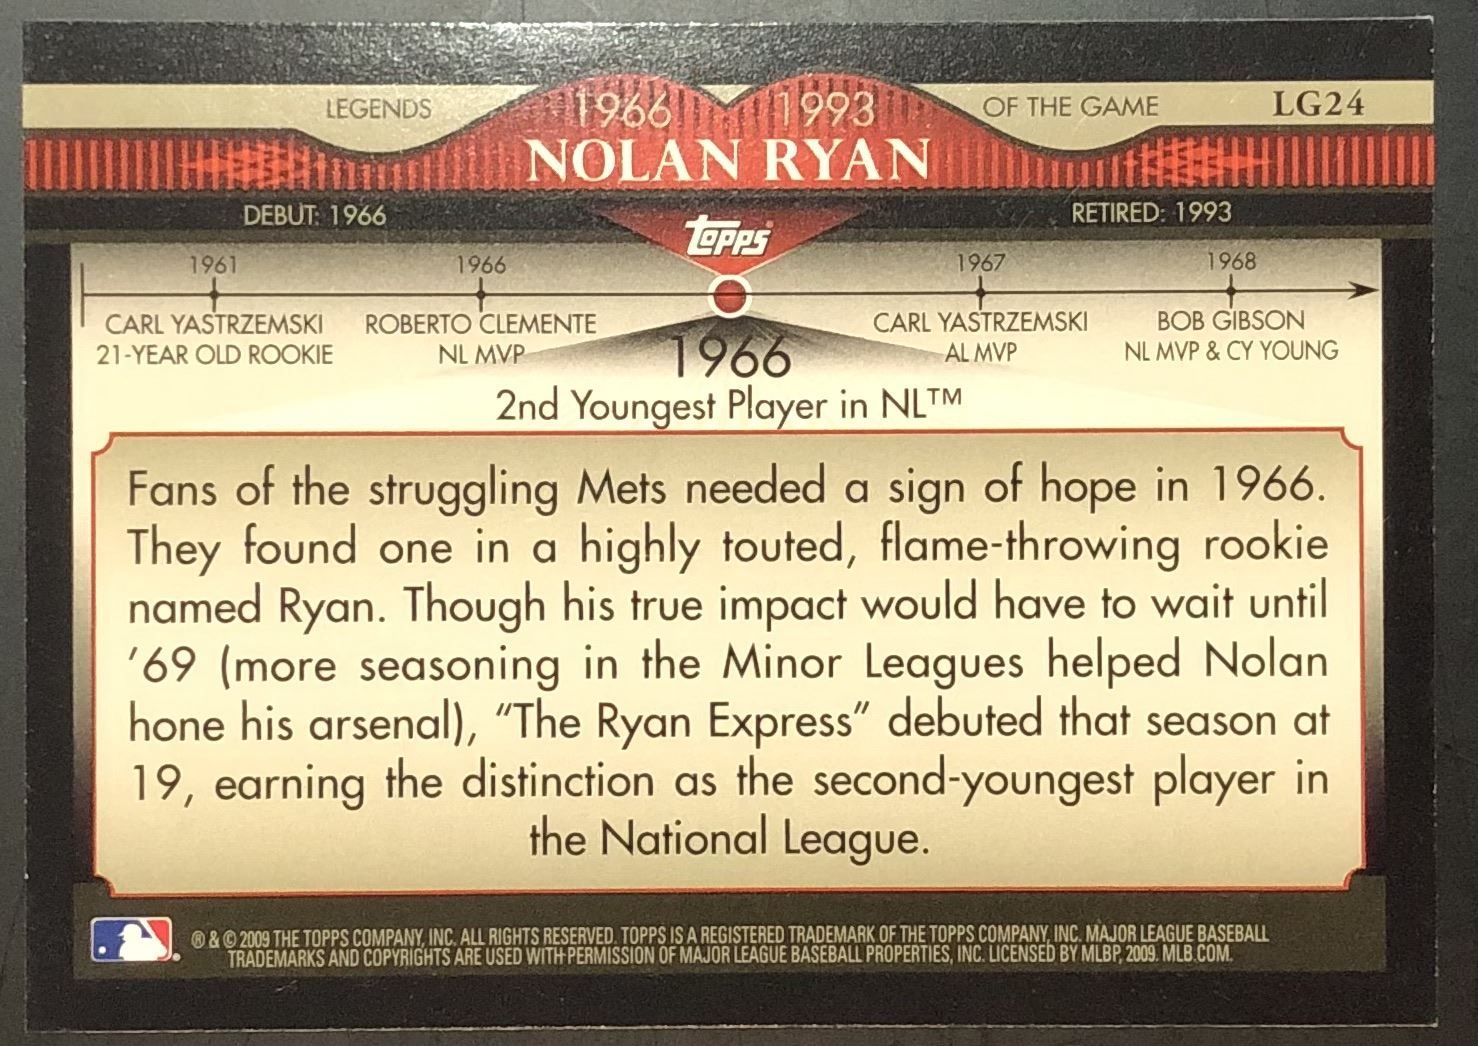 LEGENDS 1966 1993 OF THE GAME LG24
NOLAN RYAN
DEBUT: 1966 RETIRED: 1993
Topps
1961 1966 1967 1968
CARL YASTRZEMSKI ROBERTO CLEMENTE CARL YASTRZEMSKI BOB GIBSON
21-YEAR OLD ROOKIE NL MVP 1966 AL MVP NL MVP & CY YOUNG
2nd Youngest Player in NL™
Fans of the struggling Mets needed a sign of hope in 1966.
They found one in a highly touted, flame-throwing rookie
named Ryan. Though his true impact would have to wait until
'69 (more seasoning in the Minor Leagues helped Nolan
hone his arsenal), "The Ryan Express" debuted that season at
19, earning the distinction as the second-youngest player in
the National League.
® & © 2009 THE TOPPS COMPANY, INC. ALL RIGHTS RESERVED. TOPPS IS A REGISTERED TRADEMARK OF THE TOPPS COMPANY, INC. MAJOR LEAGUE BASEBALL
TRADEMARKS AND COPYRIGHTS ARE USED WITH PERMISSION OF MAJOR LEAGUE BASEBALL PROPERTIES, INC. LICENSED BY MLBP, 2009. MLB.COM.